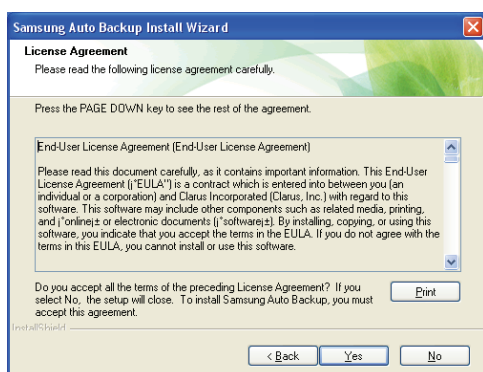 Samsung Auto Backup Install Wizard
License Agreement
Please read the following license agreement carefully.
Press the PAGE DOWN key to see the rest of the agreement.
End-User License Agreement (End-User License Agreement)
Please read this document carefully, as it contains important information. This End-User
License Agreement (¡°EULA'') is a contract which is entered into between you (an
individual or a corporation) and Clarus Incorporated (Clarus, Inc.) with regard to this
software. This software may include other components such as related media, printing,
and ¡°online¡± or electronic documents (¡°software¡±). By installing, copying, or using this
software, you indicate that you accept the terms in the EULA. If you do not agree with the
terms in this EULA, you cannot install or use this software.
Do you accept all the terms of the preceding License Agreement? If you
select No, the setup will close. To install Samsung Auto Backup, you must
accept this agreement.
Print
InstallShield
< Back
Yes
No